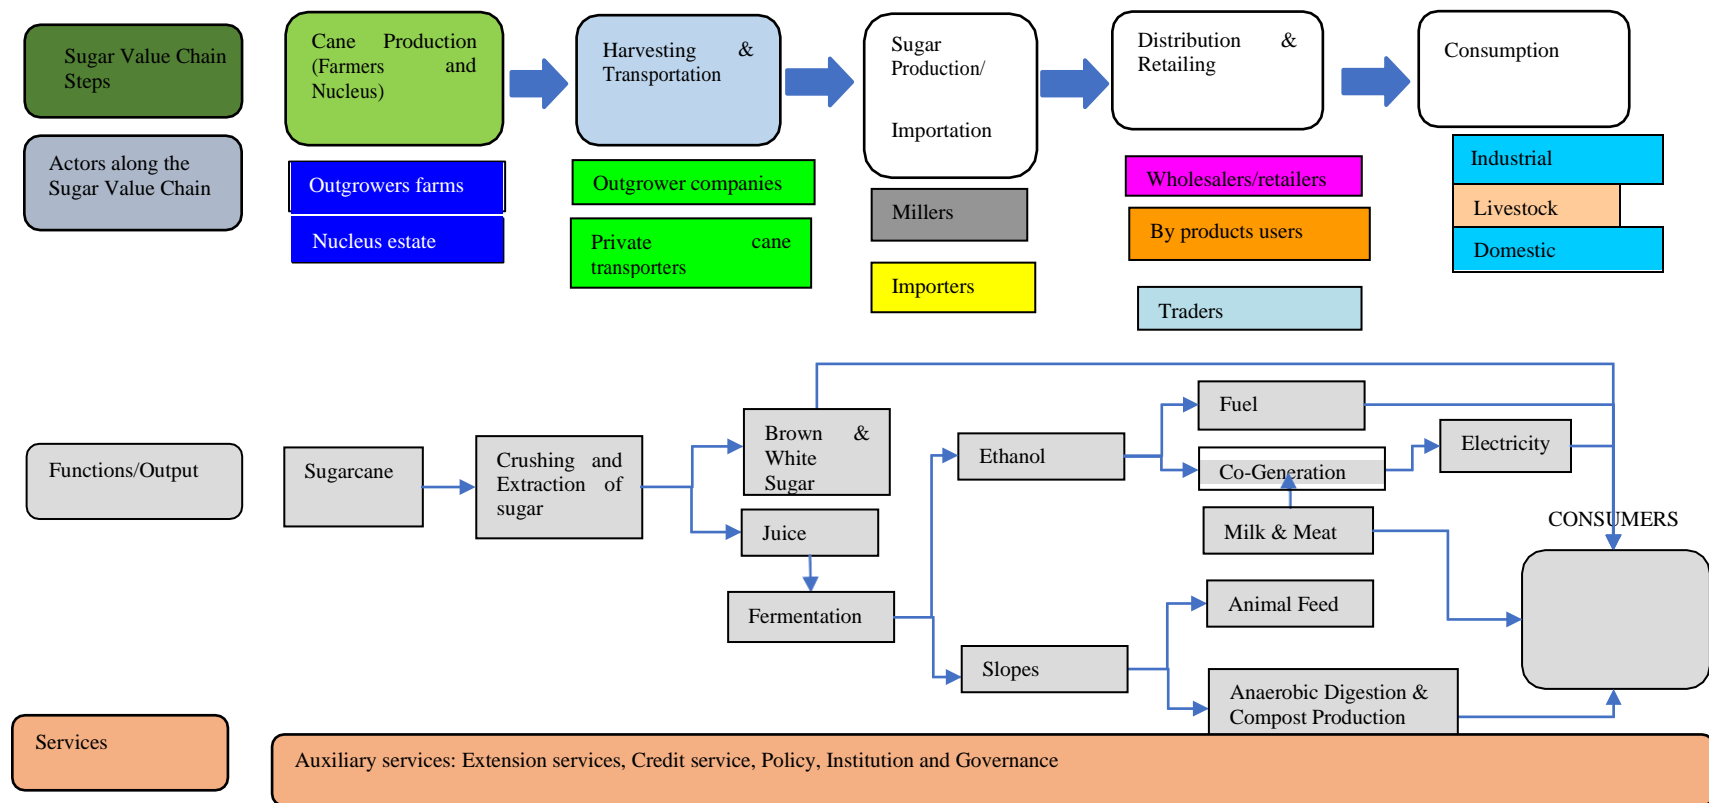 Sugar Value Chain
Steps
Cane Production
(Farmers and
Nucleus)
Harvesting &
Transportation
Sugar
Production/
Importation
Distribution &
Retailing
Consumption
Actors along the
Sugar Value Chain
Outgrowers farms
Nucleus estate
Outgrower companies
Private cane
transporters
Millers
Importers
Wholesalers/retailers
By products users
Traders
Industrial
Livestock
Domestic
Functions/Output
Sugarcane
Crushing and
Extraction of
sugar
Brown &
White
Sugar
Juice
Fermentation
Ethanol
Slopes
Fuel
Co-Generation
Milk & Meat
Animal Feed
Anaerobic Digestion &
Compost Production
Electricity
CONSUMERS
Services
Auxiliary services: Extension services, Credit service, Policy, Institution and Governance